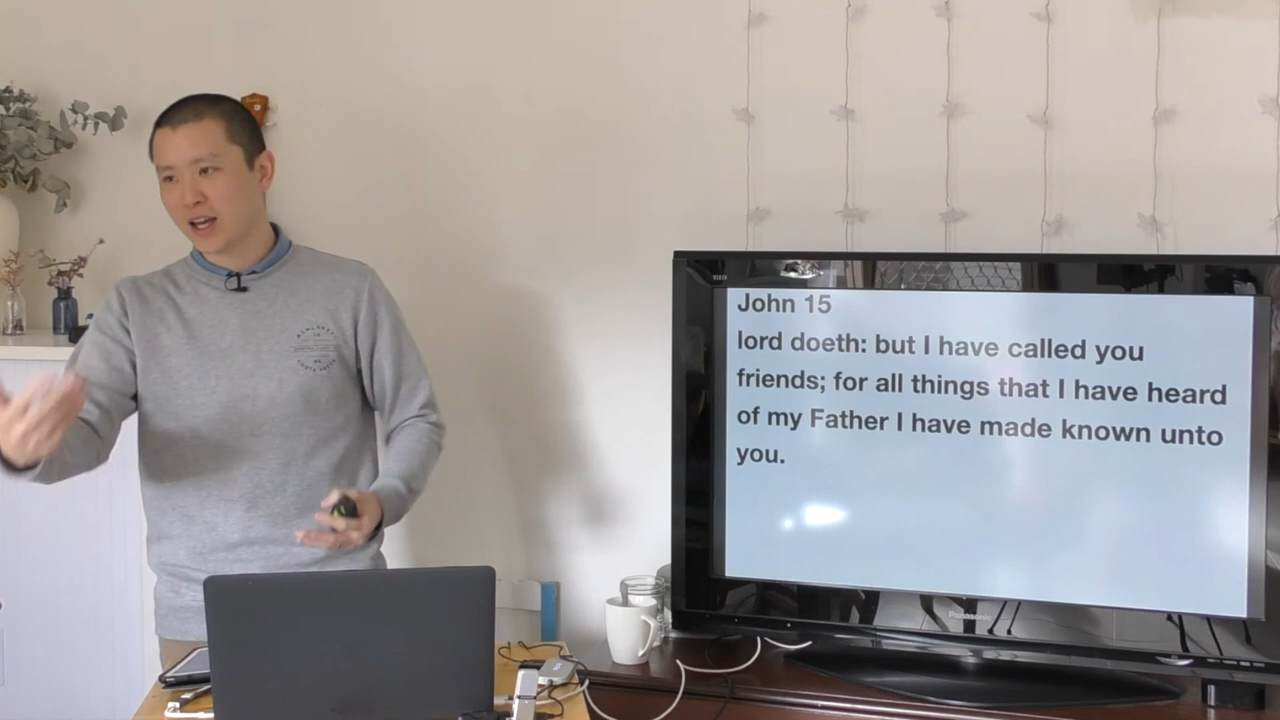 John 15
lord doeth: but I have called you
friends; for all things that I have heard
of my Father I have made known unto
you.
Panasonic